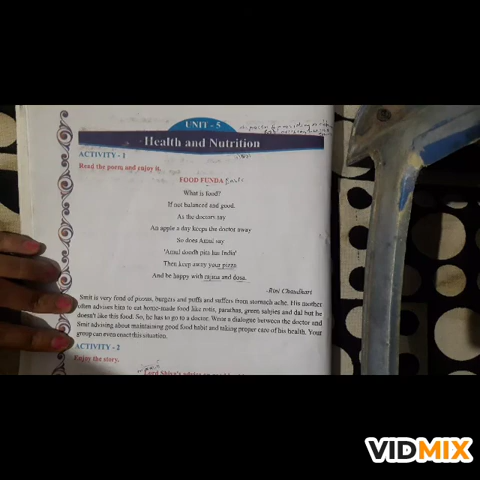 UNIT - 5
Health and Nutrition
ACTIVITY - 1
Read the poem and enjoy it.
FOOD FUNDA
What is food?
If not balanced and good.
As the doctors say
An apple a day keeps the doctor away
So does Amul say
'Amul doodh pita hai India'
Then keep away your pizza
And be happy with rajma and dosa.
-Roni Chaudhari
Smit is very fond of pizzas, burgers and puffs and suffers from stomach ache. His mother
often advises him to eat home-made food like rotis, parathas, green sabjies and dal but he
doesn't like this food. So, he has to go to a doctor. Write a dialogue between the doctor and
Smit advising about maintaining good food habit and taking proper care of his health. Your
group can even enact this situation.
ACTIVITY - 2
Enjoy the story.
Lord Shiva's advice
VIDMIX